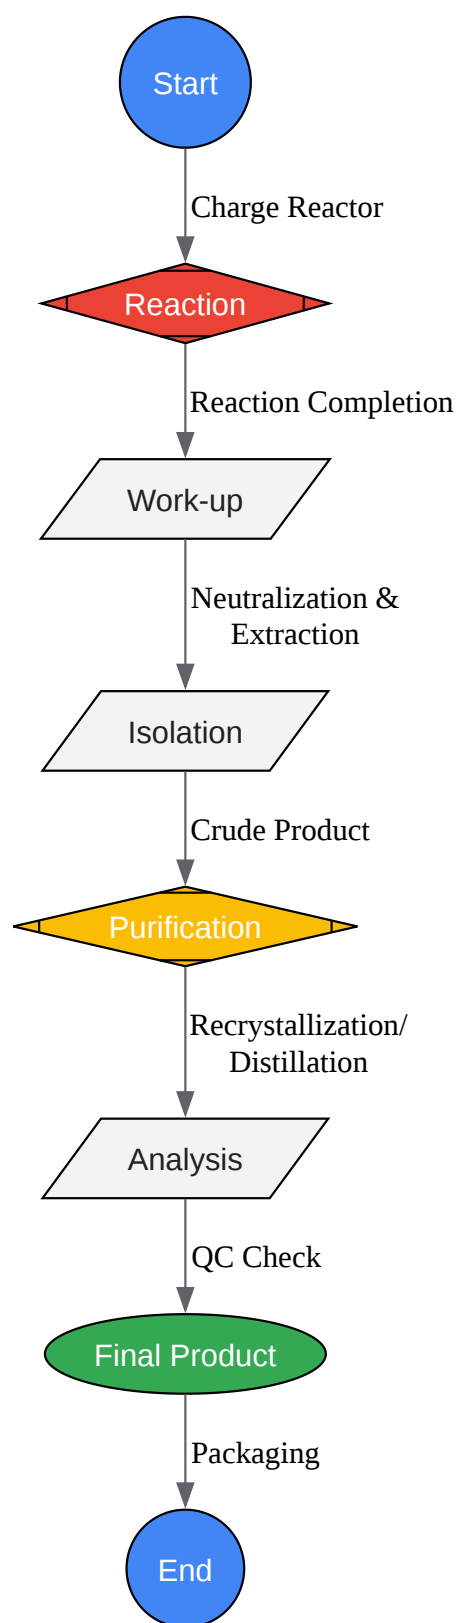 Start
Charge Reactor
Reaction
Reaction Completion
Work-up
Neutralization &
Extraction
Isolation
Crude Product
Purification
Recrystallization/
Distillation
Analysis
QC Check
Final Product
Packaging
End